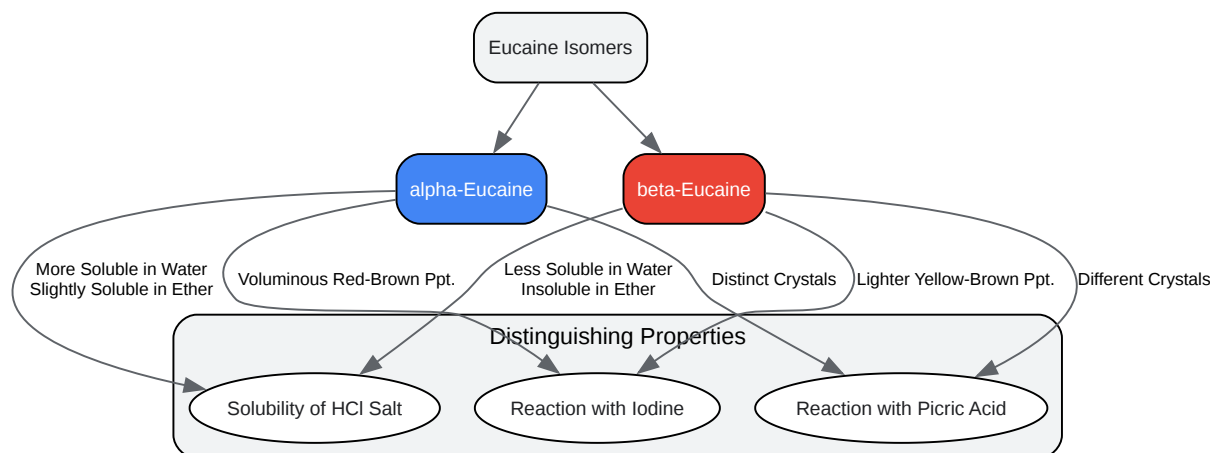 Eucaine Isomers
alpha-Eucaine
beta-Eucaine
More Soluble in Water
Slightly Soluble in Ether
Voluminous Red-Brown Ppt.
Less Soluble in Water
Insoluble in Ether
Distinct Crystals
Lighter Yellow-Brown Ppt.
Different Crystals
Distinguishing Properties
Solubility of HCl Salt
Reaction with Iodine
Reaction with Picric Acid